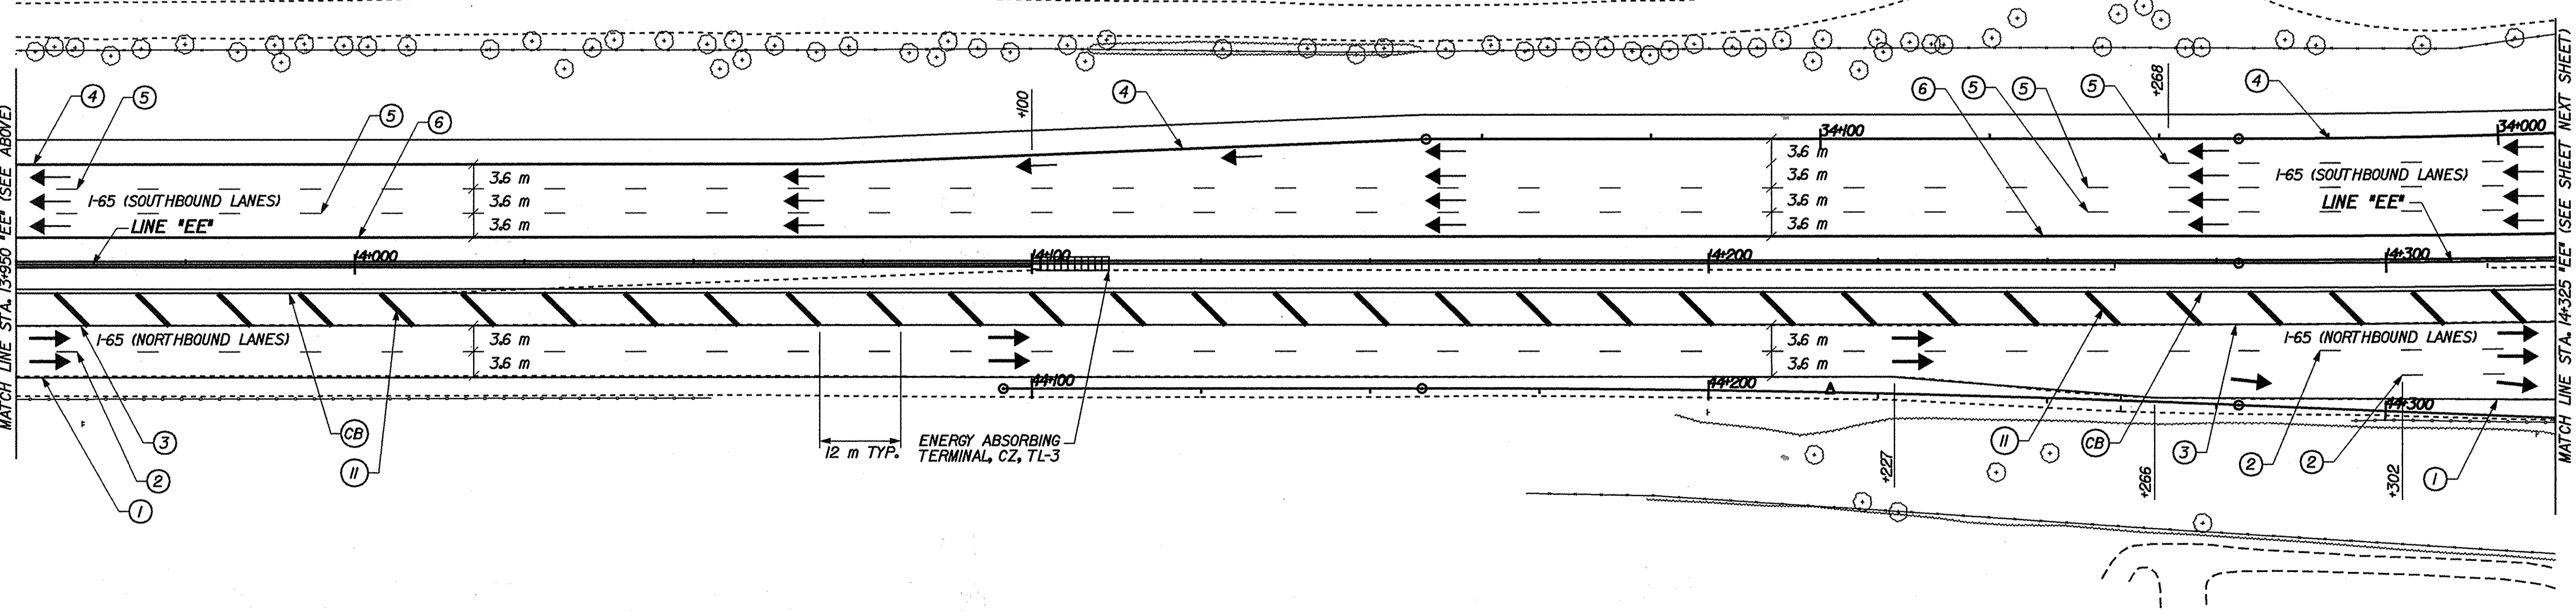 MATCH LINE STA. 13+950 "EE" (SEE ABOVE)
MATCH LINE STA. 14+325 "EE" (SEE SHEET NEXT SHEET)
4
5
5
6
+100
4
6
5
5
5
+268
4
34+100
34+000
3.6 m
3.6 m
3.6 m
3.6 m
3.6 m
3.6 m
3.6 m
I-65 (SOUTHBOUND LANES)
I-65 (SOUTHBOUND LANES)
LINE "EE"
LINE "EE"
14+000
14+100
14+200
14+300
I-65 (NORTHBOUND LANES)
I-65 (NORTHBOUND LANES)
3.6 m
3.6 m
3.6 m
3.6 m
44+100
44+200
44+300
12 m TYP.
ENERGY ABSORBING
TERMINAL, CZ, TL-3
CB
3
11
2
1
11
CB
3
2
2
1
+227
+266
+302